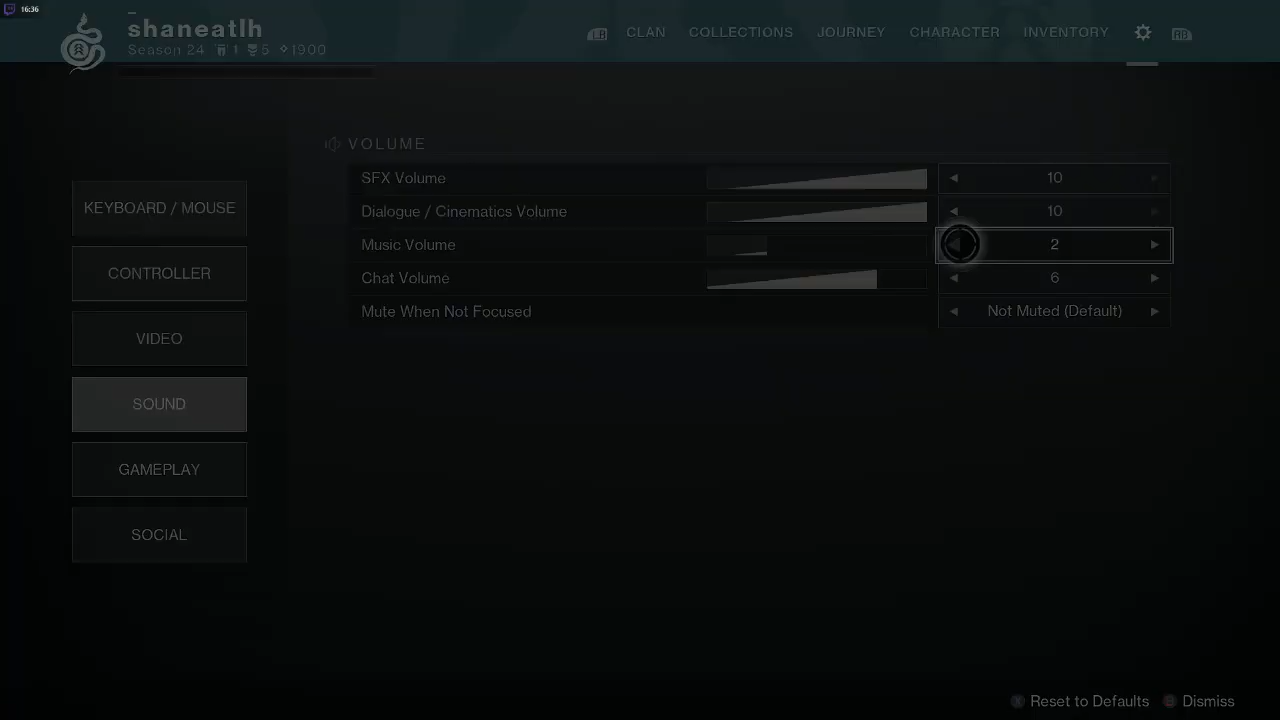 16:36
shaneatlh
Season 24 1 5 1900
LB CLAN COLLECTIONS JOURNEY CHARACTER INVENTORY RB
VOLUME
SFX Volume 10
Dialogue / Cinematics Volume 10
Music Volume 2
Chat Volume 6
Mute When Not Focused Not Muted (Default)
KEYBOARD / MOUSE
CONTROLLER
VIDEO
SOUND
GAMEPLAY
SOCIAL
X Reset to Defaults B Dismiss